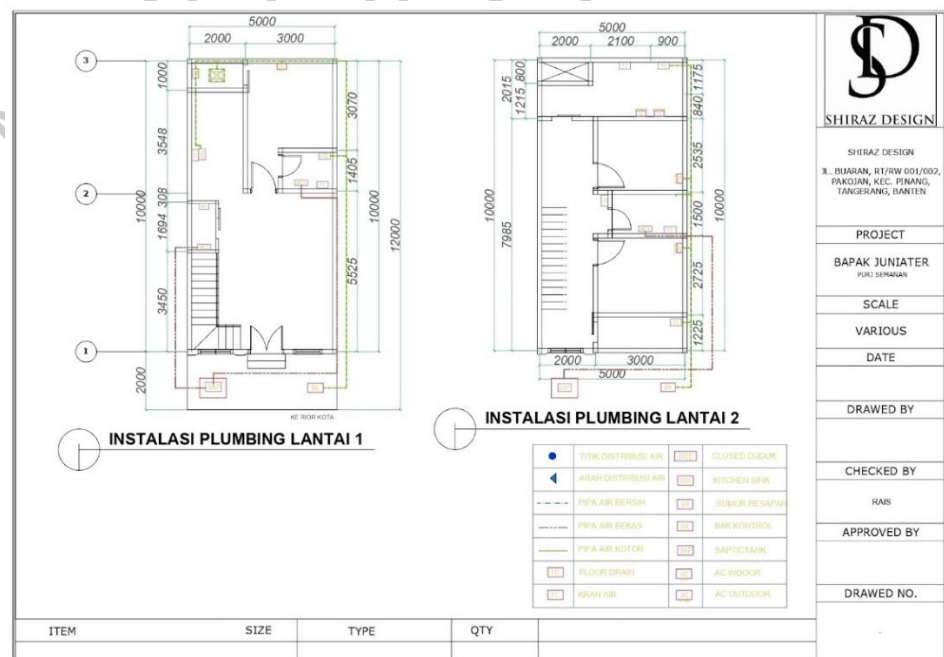 5000
2000 3000
3
1000
3070
3548
1405
2
308
10000
10000
12000
1694
5525
3450
1
2000
KE RIOR KOTA
INSTALASI PLUMBING LANTAI 1
5000
2000 2100 900
800
2015
1215
1175
840
2535
10000
1500
10000
7985
2725
1225
2000 3000
5000
INSTALASI PLUMBING LANTAI 2
TITIK DISTRIBUSI AIR
CLOSED DUDUK
ARAH DISTRIBUSI AIR
KITCHEN SINK
PIPA AIR BERSIH
SUMUR RESAPAN
PIPA AIR BEKAS
BAK KONTROL
PIPA AIR KOTOR
SAPTICTANK
FLOOR DRAIN
AC INDOOR
KRAN AIR
AC OUTDOOR
SD
SHIRAZ DESIGN
SHIRAZ DESIGN
JL. BUARAN, RT/RW 001/002,
PAKOJAN, KEC. PINANG,
TANGERANG, BANTEN
PROJECT
BAPAK JUNIATER
PURI SEMANAN
SCALE
VARIOUS
DATE
DRAWED BY
CHECKED BY
RAIS
APPROVED BY
DRAWED NO.
-
ITEM SIZE TYPE QTY